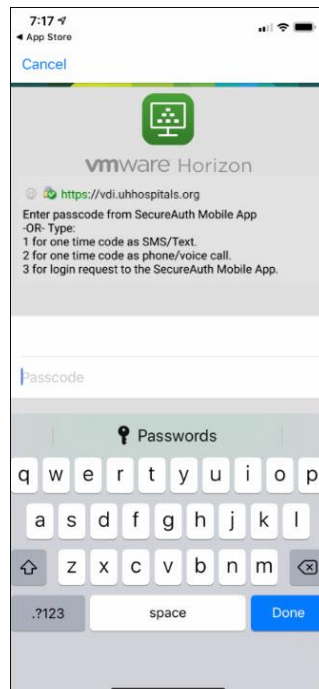 7:17
App Store
Cancel
vmware Horizon
https://vdi.uhhospitals.org
Enter passcode from SecureAuth Mobile App
-OR- Type:
1 for one time code as SMS/Text.
2 for one time code as phone/voice call.
3 for login request to the SecureAuth Mobile App.
Passcode
Passwords
q w e r t y u i o p
a s d f g h j k l
z x c v b n m
.?123 space Done